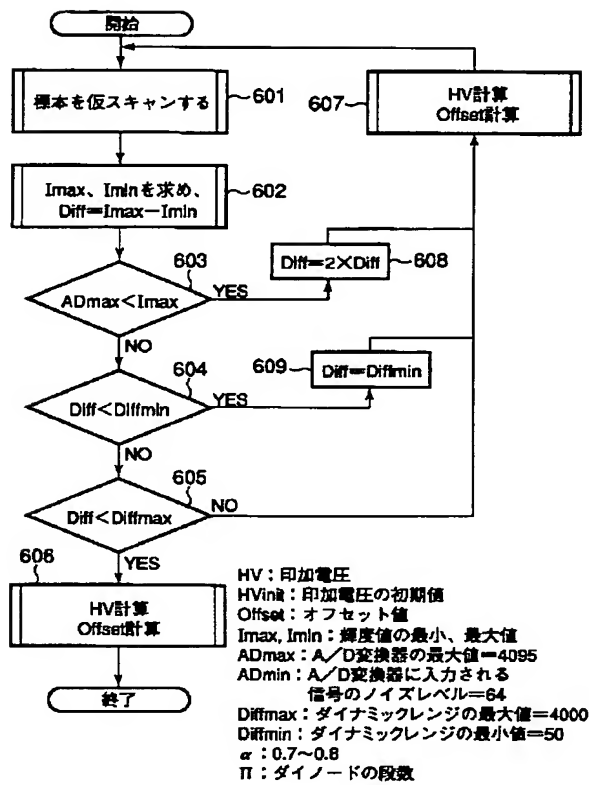 開始
標本を仮スキャンする
601
HV計算
Offset計算
607
Imax、Iminを求め、
Diff=Imax－Imin
602
603
ADmax＜Imax
YES
Diff=2×Diff
608
NO
604
Diff＜Diffmin
YES
609
Diff=Diffmin
NO
605
Diff＜Diffmax
NO
YES
606
HV計算
Offset計算
終了
HV：印加電圧
HVinit：印加電圧の初期値
Offset：オフセット値
Imax, Imin：輝度値の最小、最大値
ADmax：A／D変換器の最大値＝4095
ADmin：A／D変換器に入力される
信号のノイズレベル＝64
Diffmax：ダイナミックレンジの最大値＝4000
Diffmin：ダイナミックレンジの最小値＝50
α：0.7～0.8
Π：ダイノードの段数